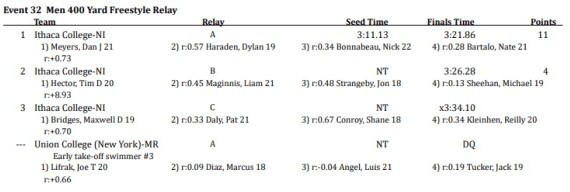 Event 32 Men 400 Yard Freestyle Relay
Team Relay Seed Time Finals Time Points
1 Ithaca College-NI A 3:11.13 3:21.86 11
1) Meyers, Dan J 21 2) r:0.57 Haraden, Dylan 19 3) r:0.34 Bonnabeau, Nick 22 4) r:0.28 Bartalo, Nate 21
r:+0.73
2 Ithaca College-NI B NT 3:26.28 4
1) Hector, Tim D 20 2) r:0.45 Maginnis, Liam 21 3) r:0.48 Strangeby, Jon 18 4) r:0.13 Sheehan, Michael 19
r:+8.93
3 Ithaca College-NI C NT x3:34.10
1) Bridges, Maxwell D 19 2) r:0.33 Daly, Pat 21 3) r:0.67 Conroy, Shane 18 4) r:0.34 Kleinhen, Reilly 20
r:+0.70
--- Union College (New York)-MR A NT DQ
Early take-off swimmer #3
1) Lifrak, Joe T 20 2) r:0.09 Diaz, Marcus 18 3) r:-0.04 Angel, Luis 21 4) r:0.19 Tucker, Jack 19
r:+0.66